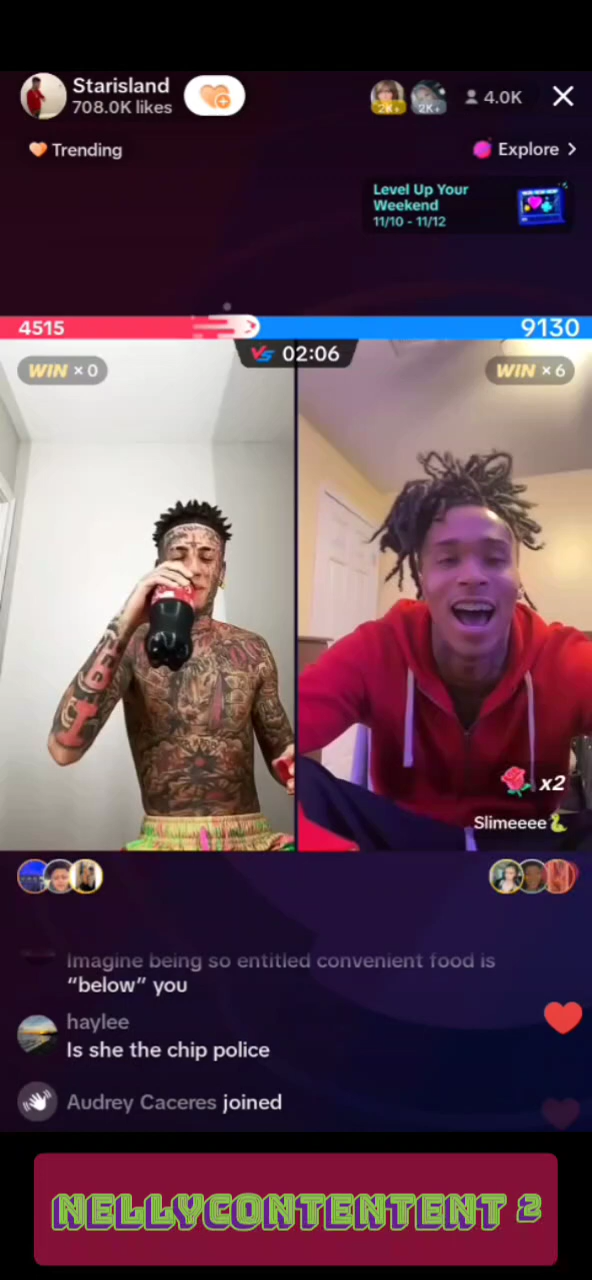 Starisland
708.0K likes
2K+
2K+
4.0K
Trending
Explore
Level Up Your
Weekend
11/10 - 11/12
4515
9130
VS 02:06
WIN × 0
WIN × 6
x2
Slimeeee🐍
Imagine being so entitled convenient food is
“below” you
haylee
Is she the chip police
Audrey Caceres joined
NELLYCONTENTENT 2